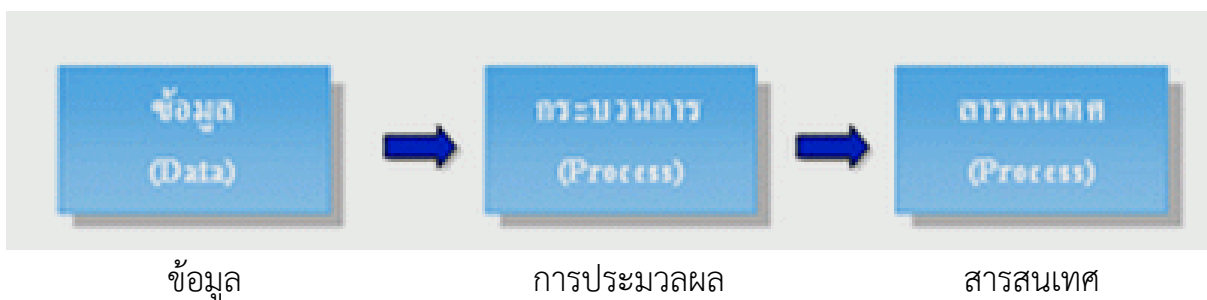 ข้อมูล
(Data)
กระบวนการ
(Process)
สารสนเทศ
(Process)
ข้อมูล
การประมวลผล
สารสนเทศ